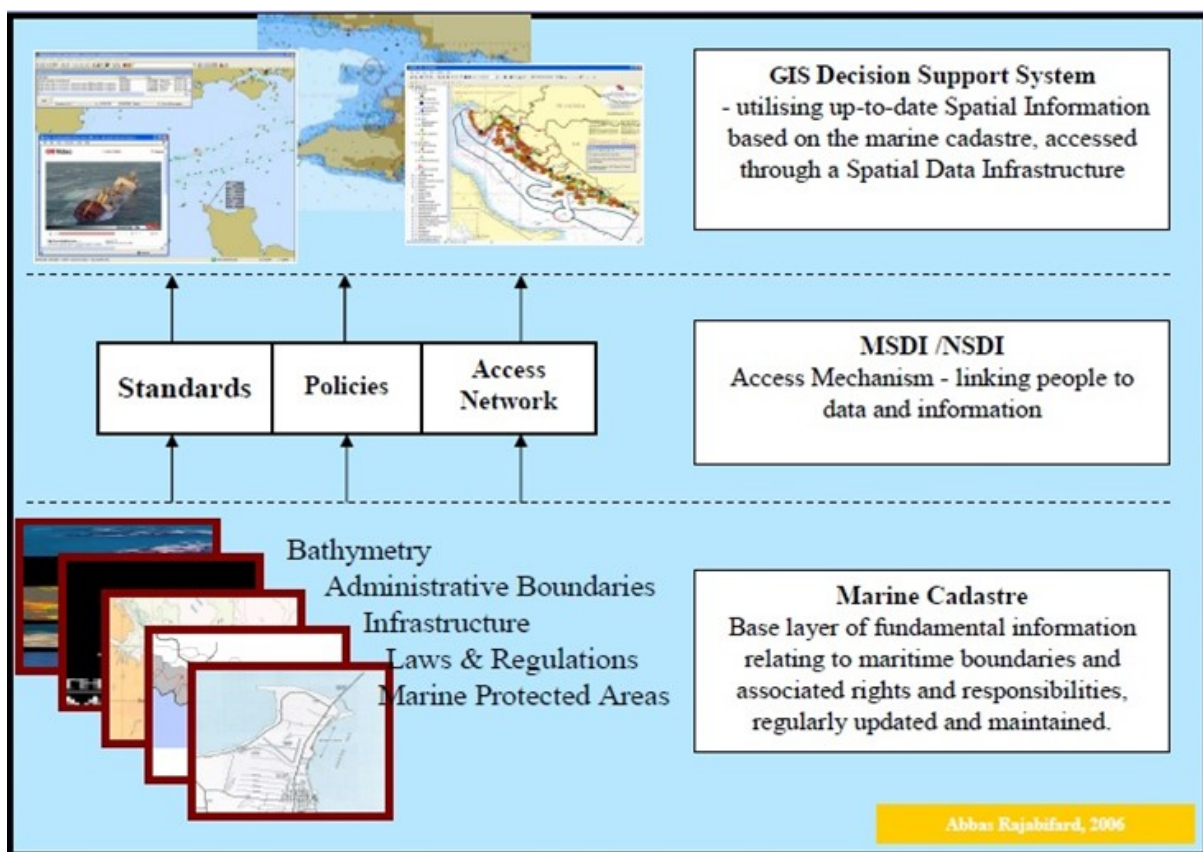 GIS Decision Support System
- utilising up-to-date Spatial Information
based on the marine cadastre, accessed
through a Spatial Data Infrastructure
Standards
Policies
Access
Network
MSDI /NSDI
Access Mechanism - linking people to
data and information
Bathymetry
Administrative Boundaries
Infrastructure
Laws & Regulations
Marine Protected Areas
Marine Cadastre
Base layer of fundamental information
relating to maritime boundaries and
associated rights and responsibilities,
regularly updated and maintained.
Abbas Rajabifard, 2006